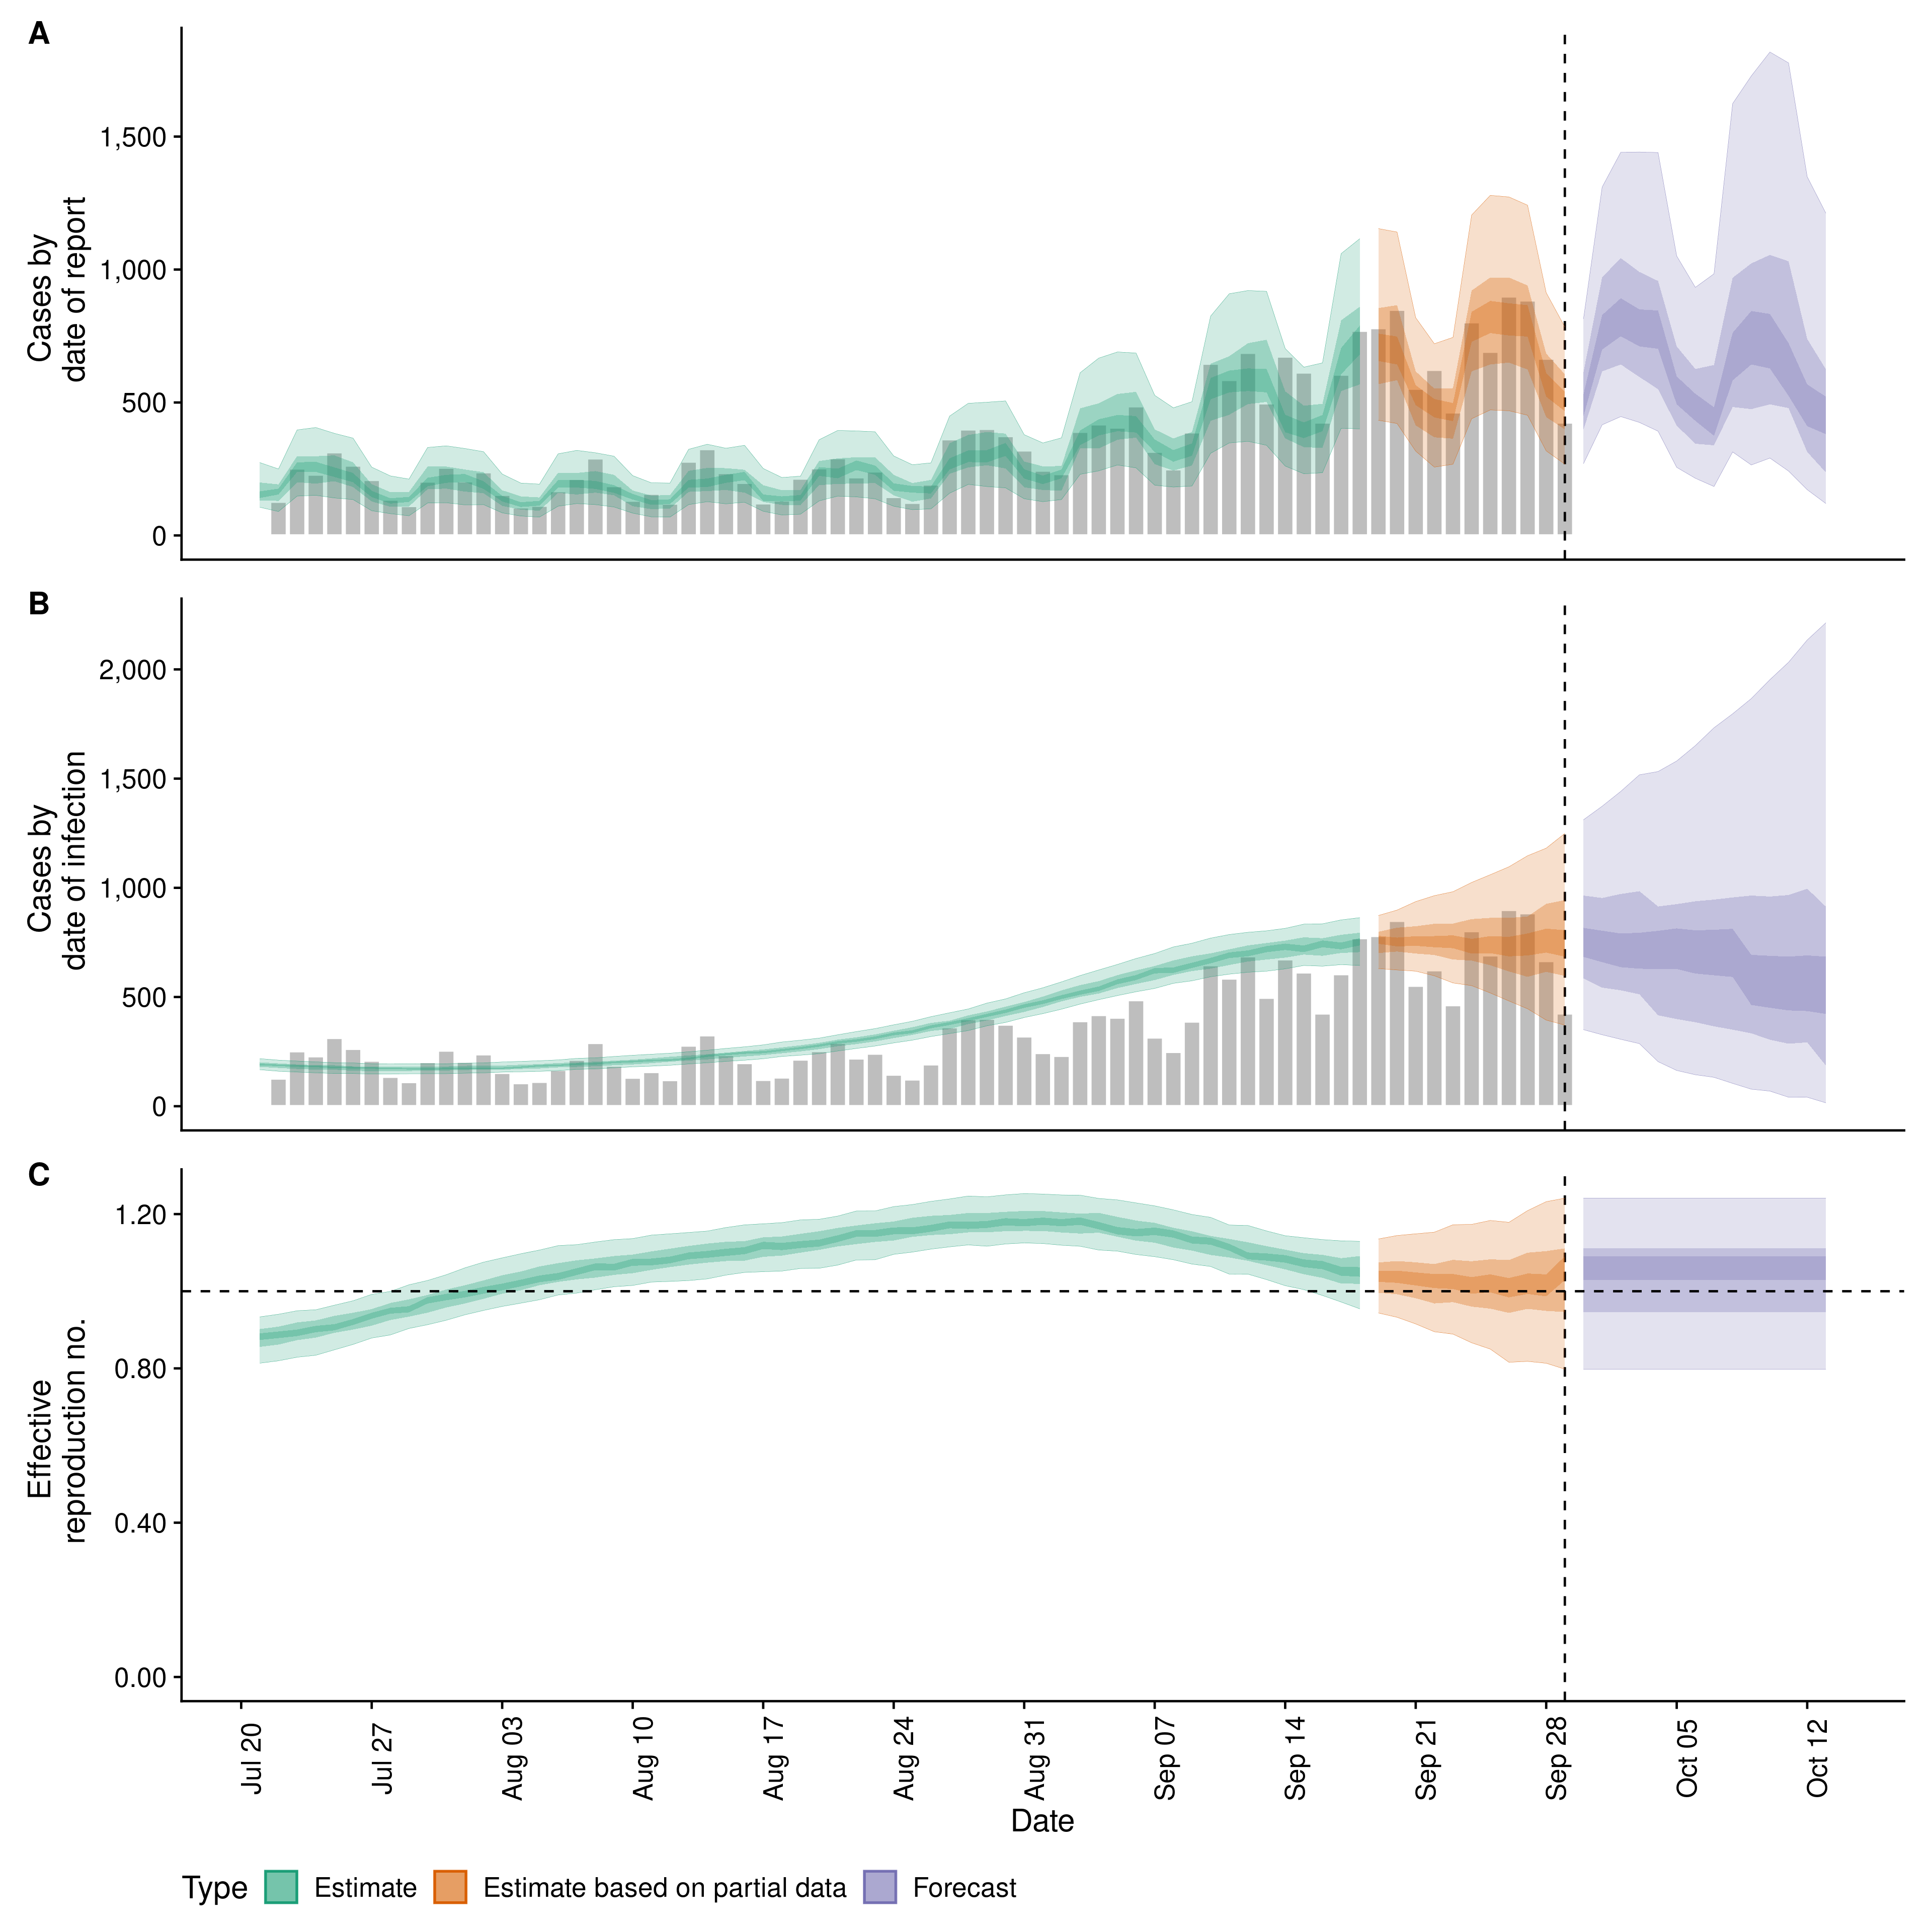 A
Cases by
date of report
1,500
1,000
500
0
B
Cases by
date of infection
2,000
1,500
1,000
500
0
C
Effective
reproduction no.
1.20
0.80
0.40
0.00
Jul 20
Jul 27
Aug 03
Aug 10
Aug 17
Aug 24
Aug 31
Sep 07
Sep 14
Sep 21
Sep 28
Oct 05
Oct 12
Date
Type Estimate Estimate based on partial data Forecast